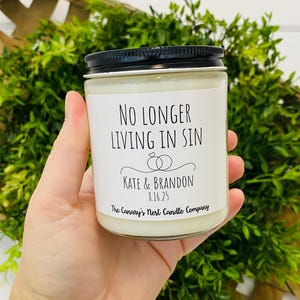 No longer
living in sin
Kate & Brandon
1.16.25
The Canary's Nest Candle Company